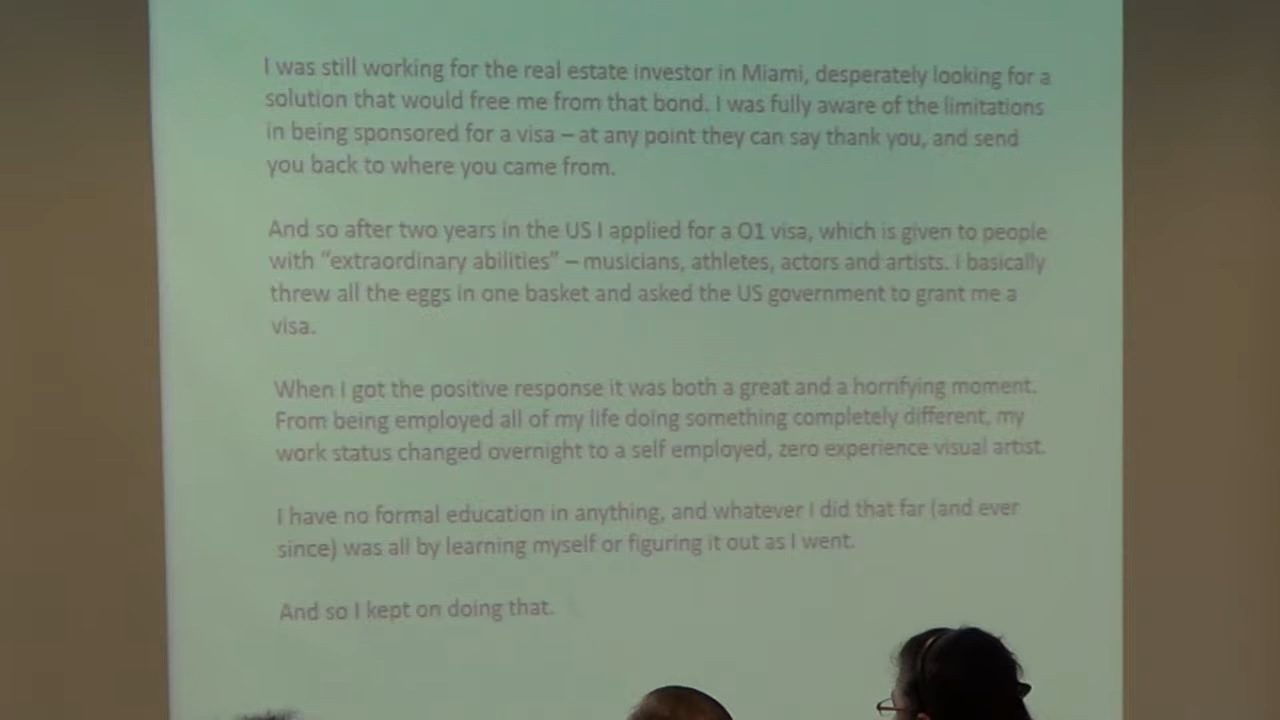 I was still working for the real estate investor in Miami, desperately looking for a
solution that would free me from that bond. I was fully aware of the limitations
in being sponsored for a visa – at any point they can say thank you, and send
you back to where you came from.
And so after two years in the US I applied for a O1 visa, which is given to people
with “extraordinary abilities” – musicians, athletes, actors and artists. I basically
threw all the eggs in one basket and asked the US government to grant me a
visa.
When I got the positive response it was both a great and a horrifying moment.
From being employed all of my life doing something completely different, my
work status changed overnight to a self employed, zero experience visual artist.
I have no formal education in anything, and whatever I did that far (and ever
since) was all by learning myself or figuring it out as I went.
And so I kept on doing that.